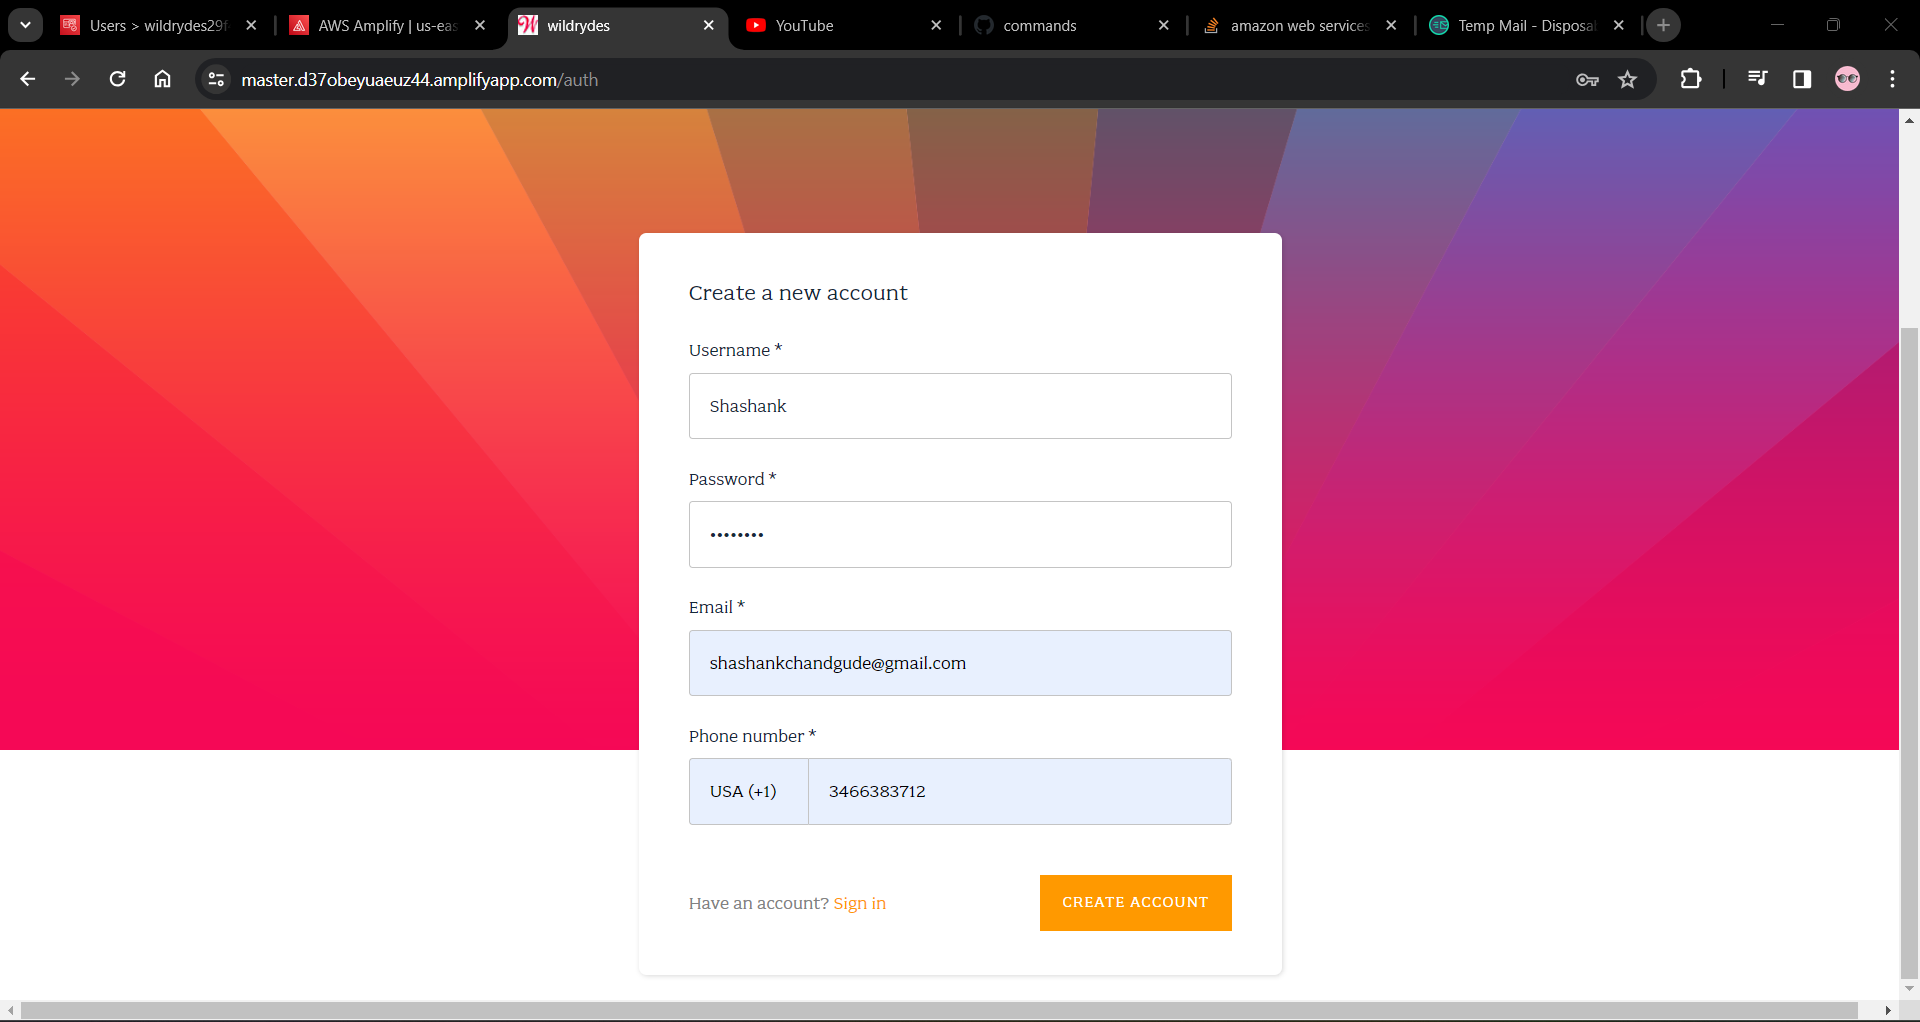 Users > wildrydes29f
AWS Amplify | us-eas
wildrydes
YouTube
commands
amazon web services
Temp Mail - Disposal
master.d37obeyuaeuz44.amplifyapp.com/auth
Create a new account
Username *
Shashank
Password *
••••••••
Email *
shashankchandgude@gmail.com
Phone number *
USA (+1) 3466383712
Have an account? Sign in
CREATE ACCOUNT